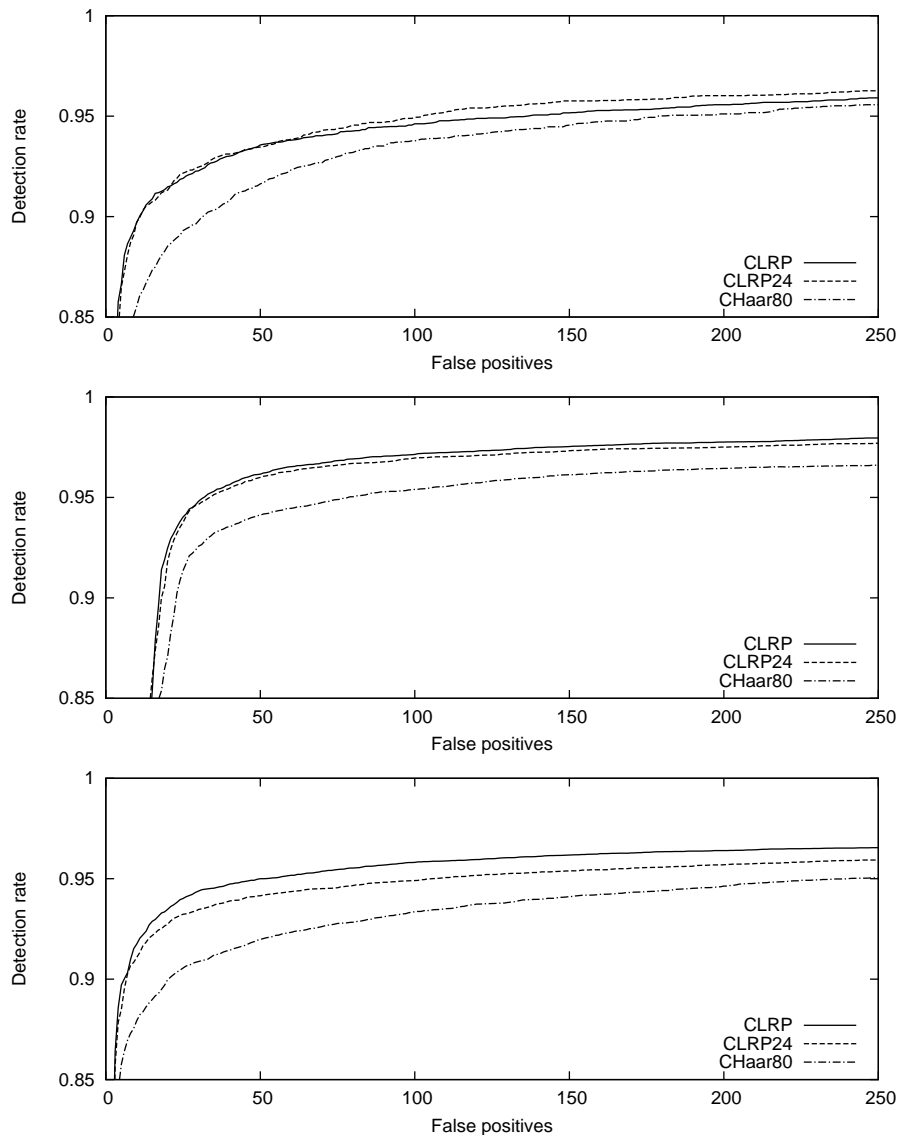 1
0.95
0.9
0.85
Detection rate
CLRP
CLRP24
CHaar80
0 50 100 150 200 250
False positives
1
0.95
0.9
0.85
Detection rate
CLRP
CLRP24
CHaar80
0 50 100 150 200 250
False positives
1
0.95
0.9
0.85
Detection rate
CLRP
CLRP24
CHaar80
0 50 100 150 200 250
False positives